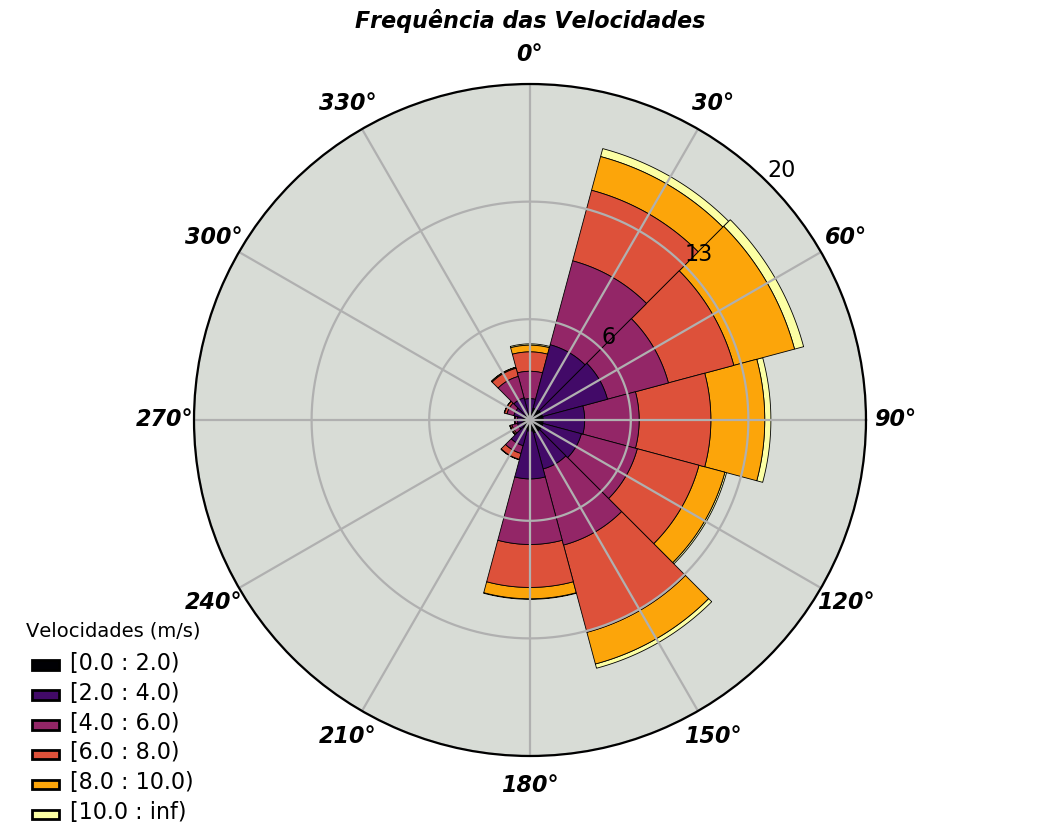 Frequência das Velocidades
0°
330°
30°
20
300°
60°
13
6
270°
90°
240°
120°
210°
150°
180°
Velocidades (m/s)
[0.0 : 2.0)
[2.0 : 4.0)
[4.0 : 6.0)
[6.0 : 8.0)
[8.0 : 10.0)
[10.0 : inf)